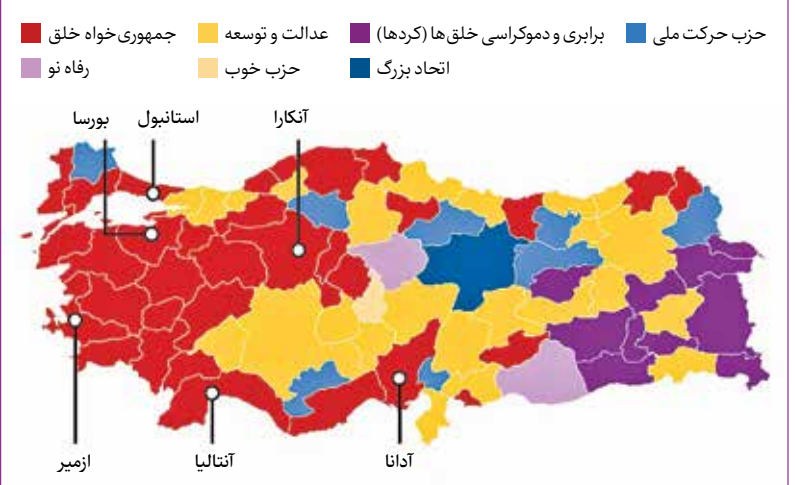 جمهوری‌خواه خلق عدالت و توسعه برابری و دموکراسی خلق‌ها (کردها) حزب حرکت ملی
رفاه نو حزب خوب اتحاد بزرگ
بورسا استانبول آنکارا
ازمیر آنتالیا آدانا